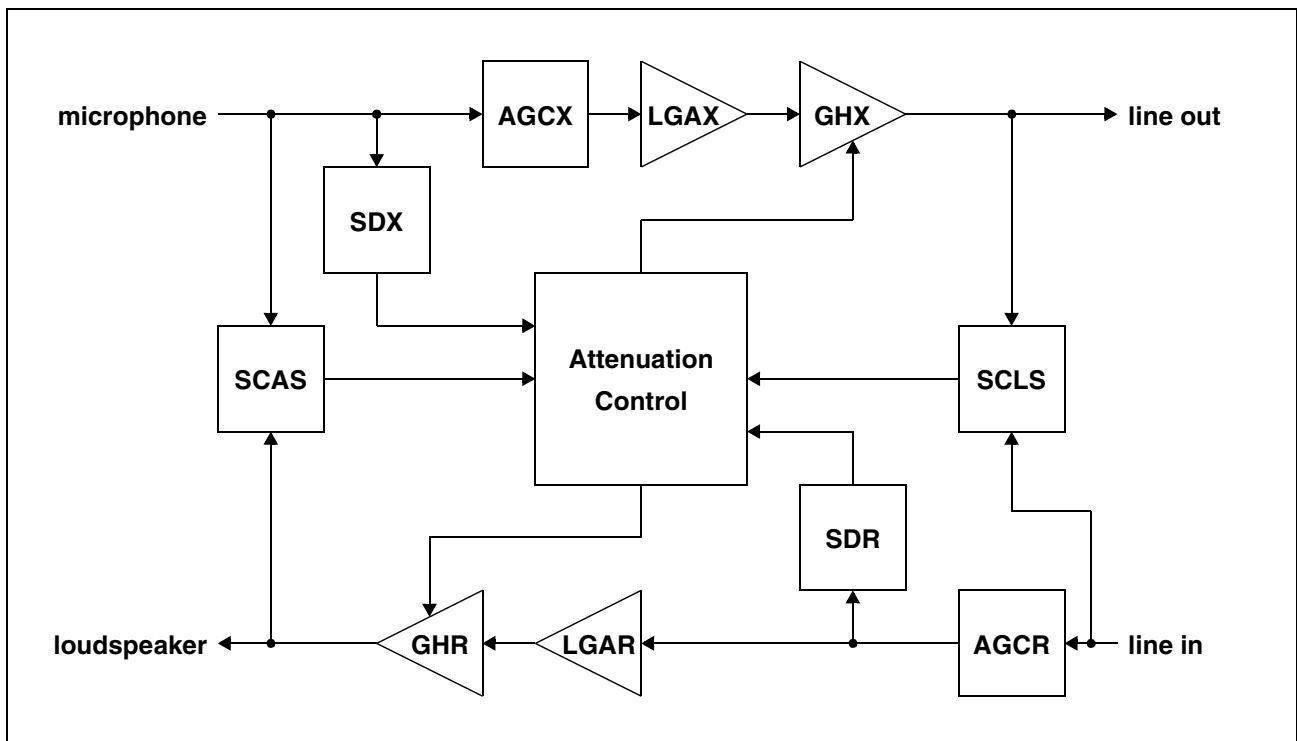 microphone
AGCX
LGAX
GHX
line out
SDX
SCAS
Attenuation
Control
SCLS
SDR
loudspeaker
GHR
LGAR
AGCR
line in